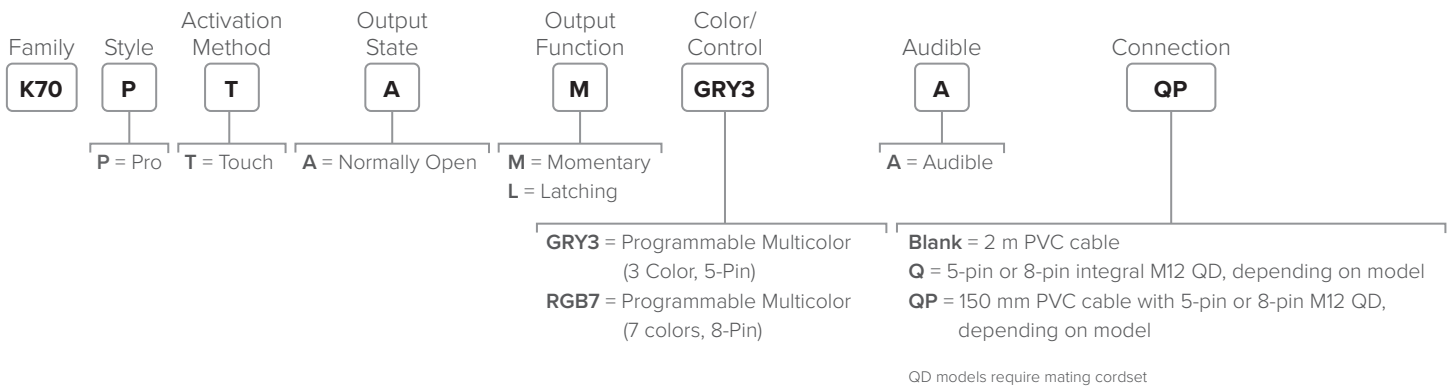 Family
Style
Activation
Method
Output
State
Output
Function
Color/
Control
Audible
Connection
K70
P
T
A
M
GRY3
A
QP
P = Pro
T = Touch
A = Normally Open
M = Momentary
L = Latching
A = Audible
GRY3 = Programmable Multicolor
(3 Color, 5-Pin)
RGB7 = Programmable Multicolor
(7 colors, 8-Pin)
Blank = 2 m PVC cable
Q = 5-pin or 8-pin integral M12 QD, depending on model
QP = 150 mm PVC cable with 5-pin or 8-pin M12 QD,
depending on model
QD models require mating cordset